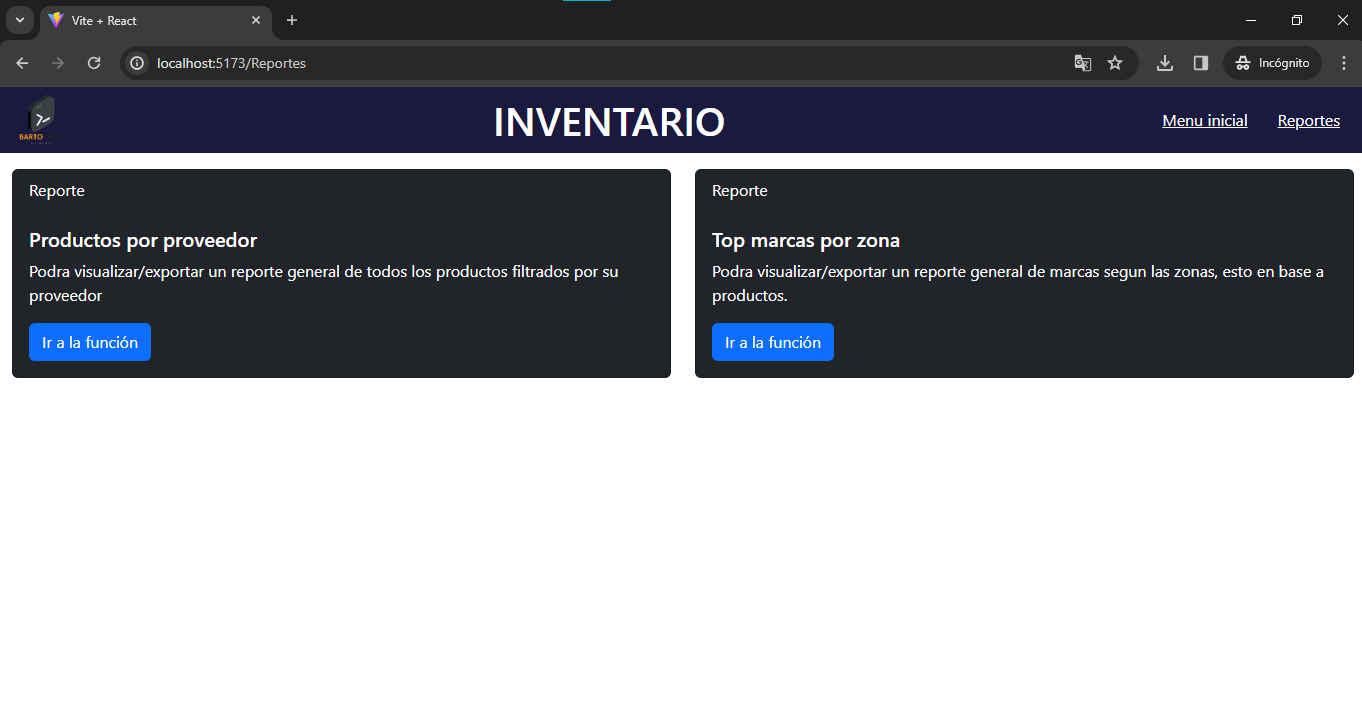 Vite + React
localhost:5173/Reportes
Incógnito
BARTO
INVENTARIO
Menu inicial
Reportes
Reporte
Productos por proveedor
Podra visualizar/exportar un reporte general de todos los productos filtrados por su
proveedor
Ir a la función
Reporte
Top marcas por zona
Podra visualizar/exportar un reporte general de marcas segun las zonas, esto en base a
productos.
Ir a la función